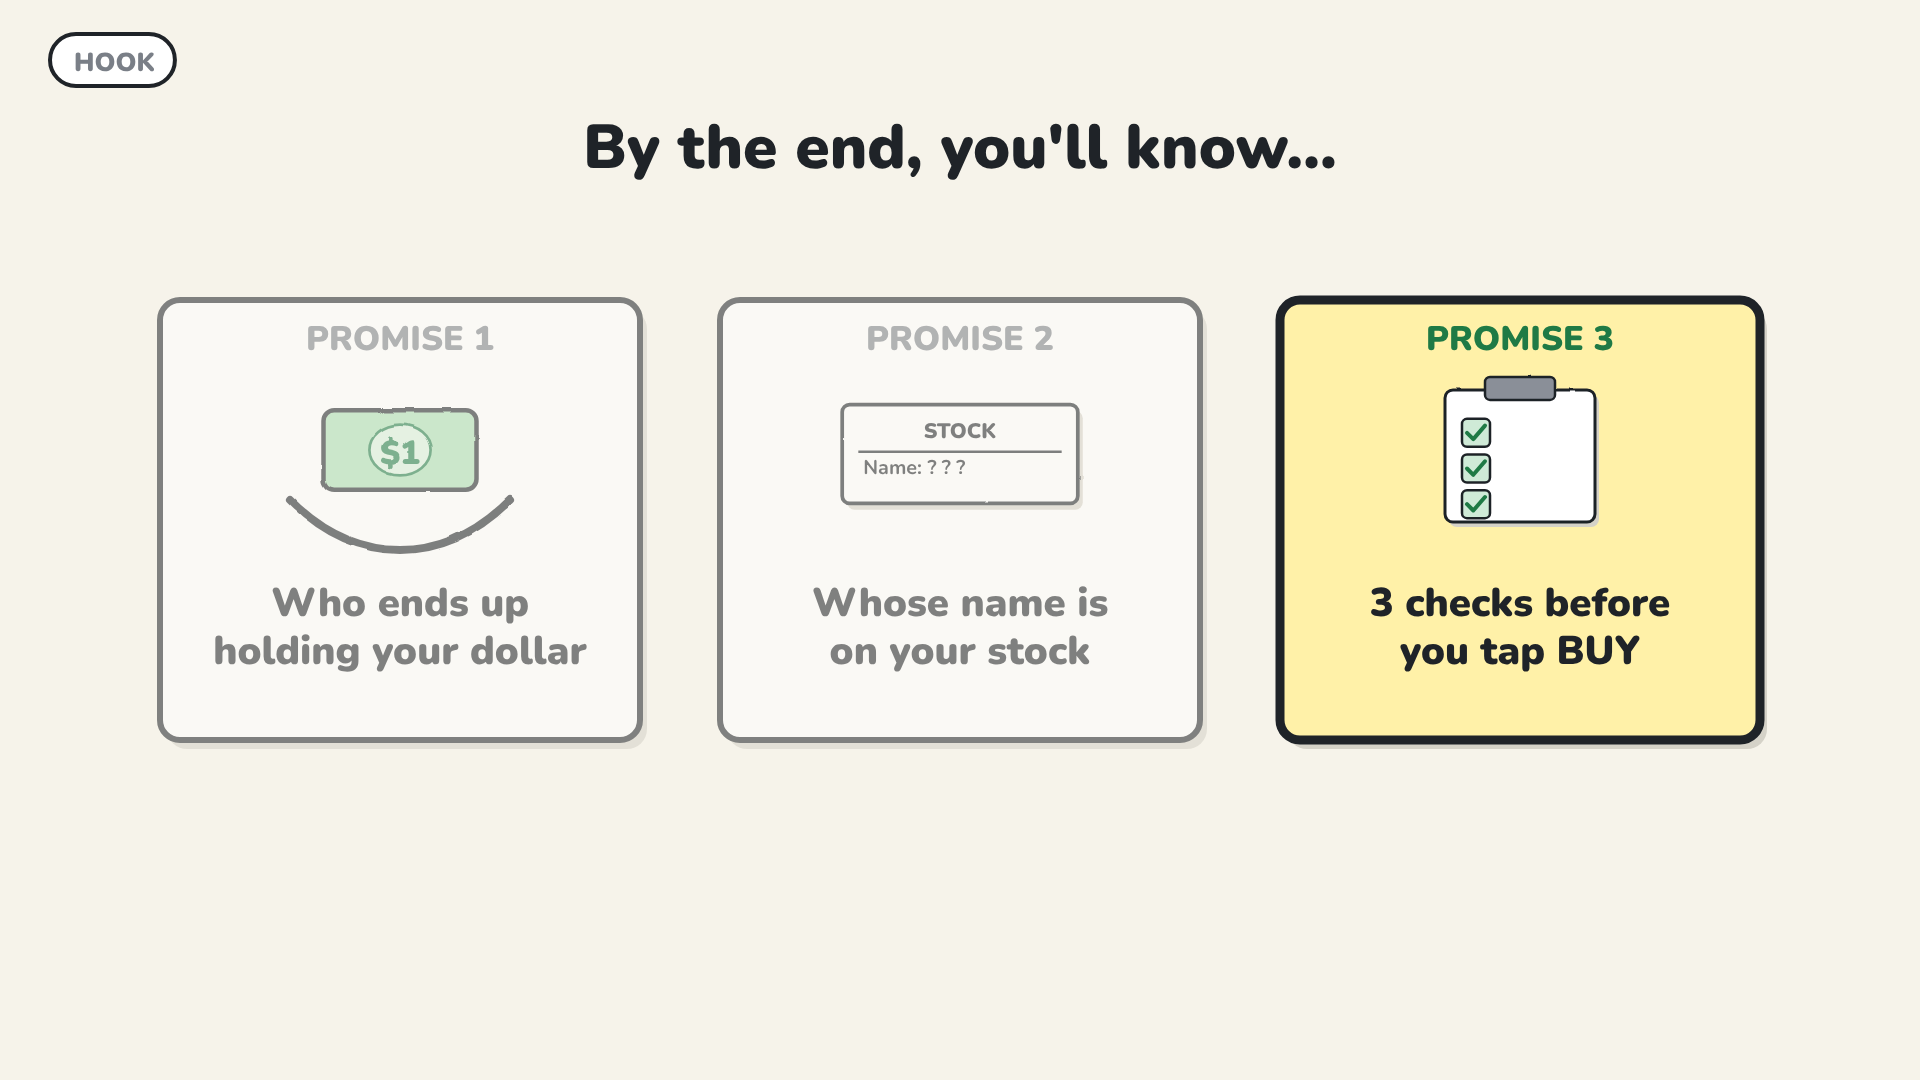 HOOK
By the end, you'll know...
PROMISE 1
$1
Who ends up
holding your dollar
PROMISE 2
STOCK
Name: ? ? ?
Whose name is
on your stock
PROMISE 3
3 checks before
you tap BUY